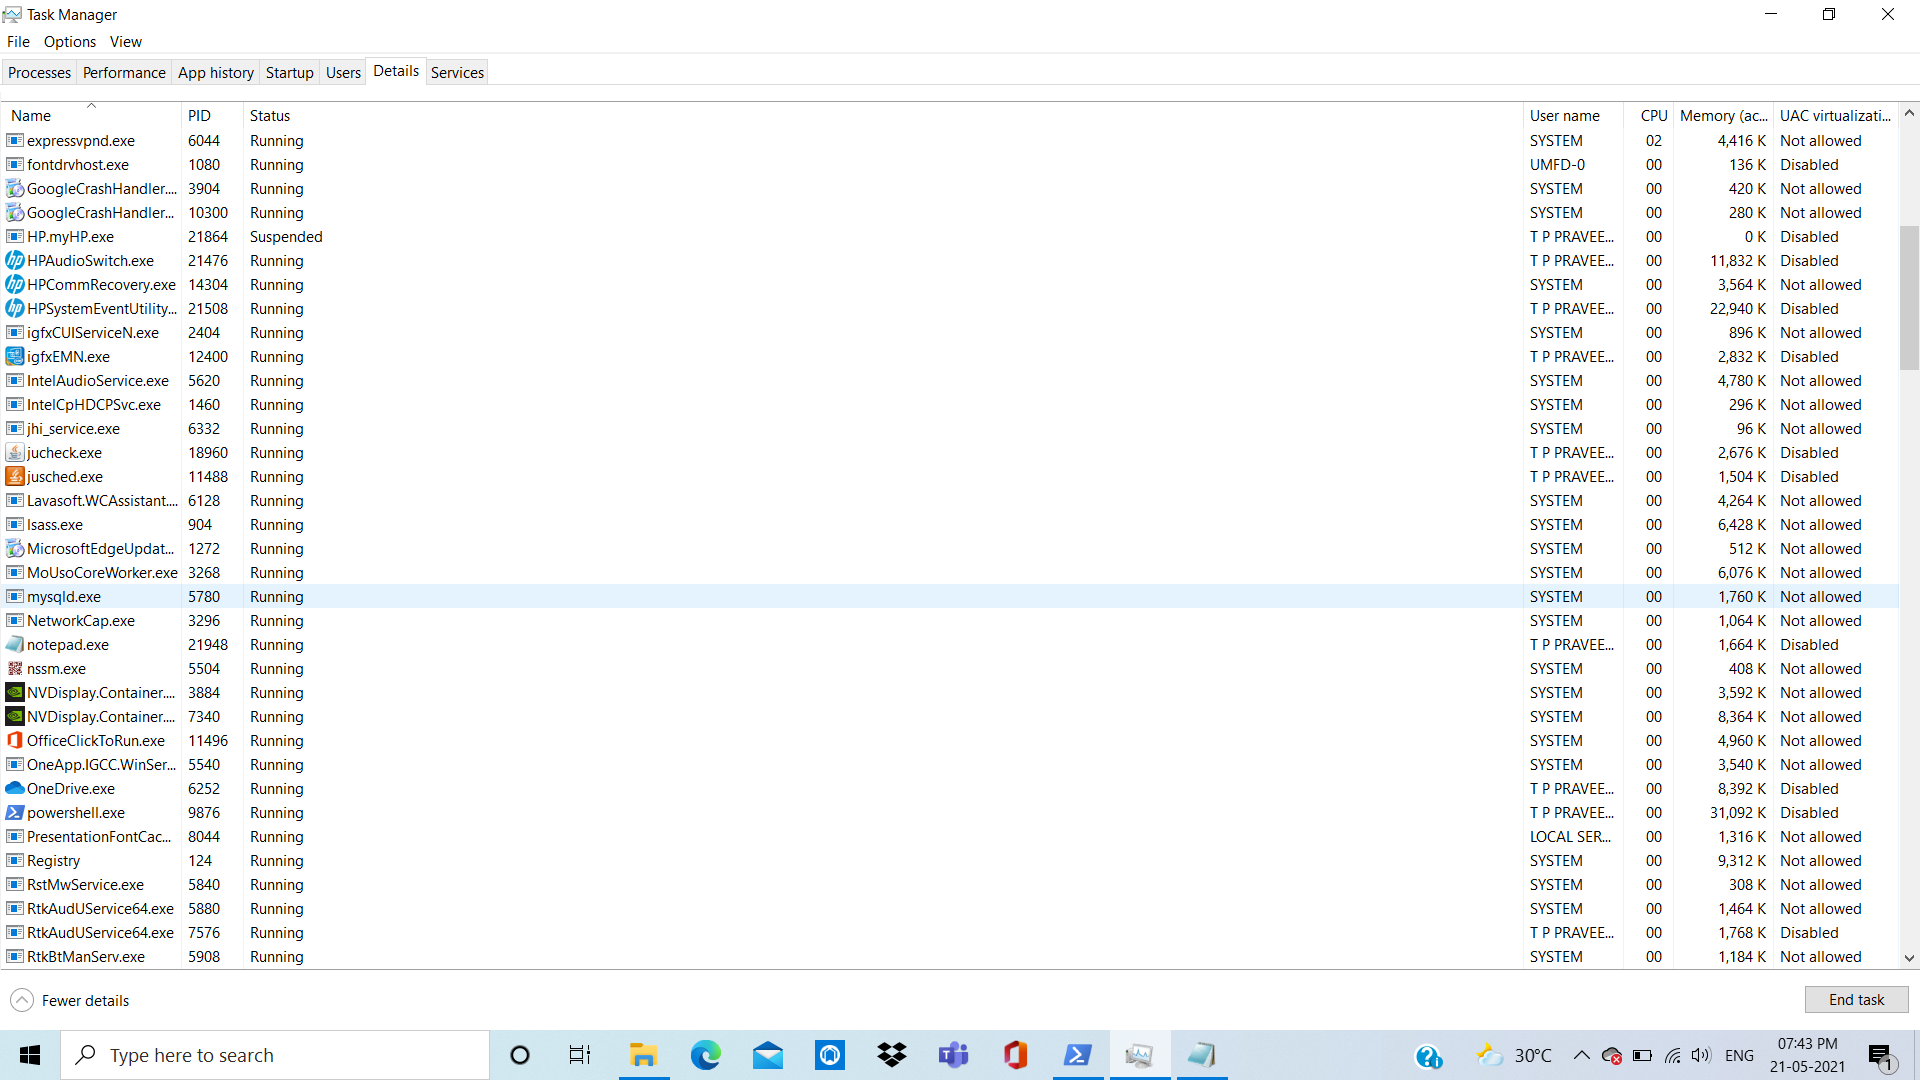 Task Manager
File Options View
Processes Performance App history Startup Users Details Services
Name PID Status User name CPU Memory (ac... UAC virtualizati...
expressvpnd.exe 6044 Running SYSTEM 02 4,416 K Not allowed
fontdrvhost.exe 1080 Running UMFD-0 00 136 K Disabled
GoogleCrashHandler.... 3904 Running SYSTEM 00 420 K Not allowed
GoogleCrashHandler... 10300 Running SYSTEM 00 280 K Not allowed
HP.myHP.exe 21864 Suspended T P PRAVEE... 00 0 K Disabled
HPAudioSwitch.exe 21476 Running T P PRAVEE... 00 11,832 K Disabled
HPCommRecovery.exe 14304 Running SYSTEM 00 3,564 K Not allowed
HPSystemEventUtility... 21508 Running T P PRAVEE... 00 22,940 K Disabled
igfxCUIServiceN.exe 2404 Running SYSTEM 00 896 K Not allowed
igfxEMN.exe 12400 Running T P PRAVEE... 00 2,832 K Disabled
IntelAudioService.exe 5620 Running SYSTEM 00 4,780 K Not allowed
IntelCpHDCPSvc.exe 1460 Running SYSTEM 00 296 K Not allowed
jhi_service.exe 6332 Running SYSTEM 00 96 K Not allowed
jucheck.exe 18960 Running T P PRAVEE... 00 2,676 K Disabled
jusched.exe 11488 Running T P PRAVEE... 00 1,504 K Disabled
Lavasoft.WCAssistant.... 6128 Running SYSTEM 00 4,264 K Not allowed
lsass.exe 904 Running SYSTEM 00 6,428 K Not allowed
MicrosoftEdgeUpdat... 1272 Running SYSTEM 00 512 K Not allowed
MoUsoCoreWorker.exe 3268 Running SYSTEM 00 6,076 K Not allowed
mysqld.exe 5780 Running SYSTEM 00 1,760 K Not allowed
NetworkCap.exe 3296 Running SYSTEM 00 1,064 K Not allowed
notepad.exe 21948 Running T P PRAVEE... 00 1,664 K Disabled
nssm.exe 5504 Running SYSTEM 00 408 K Not allowed
NVDisplay.Container.... 3884 Running SYSTEM 00 3,592 K Not allowed
NVDisplay.Container.... 7340 Running SYSTEM 00 8,364 K Not allowed
OfficeClickToRun.exe 11496 Running SYSTEM 00 4,960 K Not allowed
OneApp.IGCC.WinSer... 5540 Running SYSTEM 00 3,540 K Not allowed
OneDrive.exe 6252 Running T P PRAVEE... 00 8,392 K Disabled
powershell.exe 9876 Running T P PRAVEE... 00 31,092 K Disabled
PresentationFontCac... 8044 Running LOCAL SER... 00 1,316 K Not allowed
Registry 124 Running SYSTEM 00 9,312 K Not allowed
RstMwService.exe 5840 Running SYSTEM 00 308 K Not allowed
RtkAudUService64.exe 5880 Running SYSTEM 00 1,464 K Not allowed
RtkAudUService64.exe 7576 Running T P PRAVEE... 00 1,768 K Disabled
RtkBtManServ.exe 5908 Running SYSTEM 00 1,184 K Not allowed
Fewer details End task
Type here to search 30°C ENG 07:43 PM
21-05-2021 1